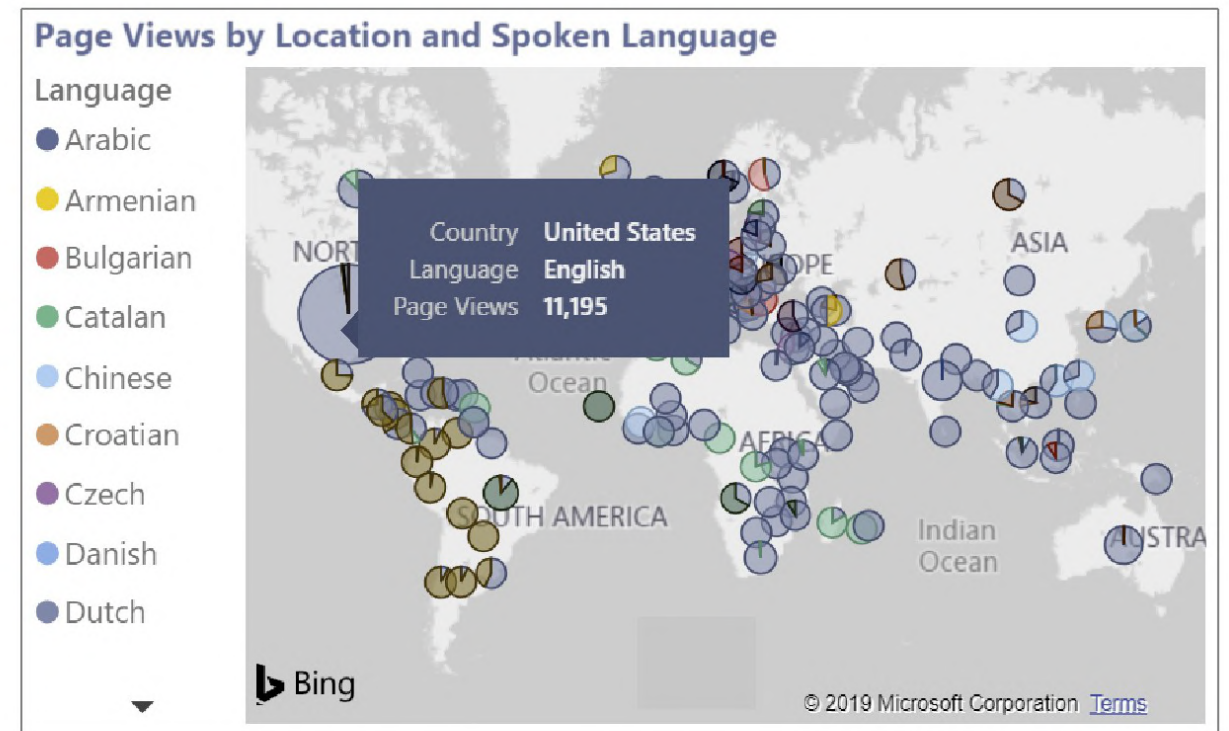 Page Views by Location and Spoken Language
Language
Arabic
Armenian
Bulgarian
Catalan
Chinese
Croatian
Czech
Danish
Dutch
Country United States
Language English
Page Views 11,195
ASIA
Ocean
AFRICA
SOUTH AMERICA
Indian
Ocean
Bing
© 2019 Microsoft Corporation Terms